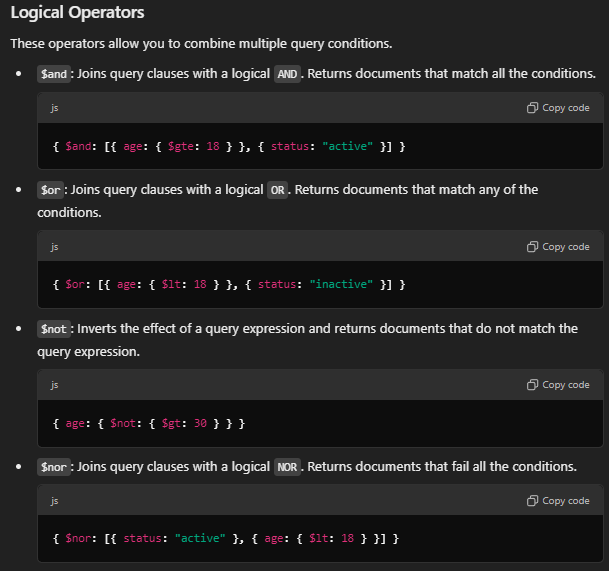 Logical Operators
These operators allow you to combine multiple query conditions.
• $and: Joins query clauses with a logical AND. Returns documents that match all the conditions.
js Copy code
{ $and: [{ age: { $gte: 18 } }, { status: "active" }] }
• $or: Joins query clauses with a logical OR. Returns documents that match any of the
conditions.
js Copy code
{ $or: [{ age: { $lt: 18 } }, { status: "inactive" }] }
• $not: Inverts the effect of a query expression and returns documents that do not match the
query expression.
js Copy code
{ age: { $not: { $gt: 30 } } }
• $nor: Joins query clauses with a logical NOR. Returns documents that fail all the conditions.
js Copy code
{ $nor: [{ status: "active" }, { age: { $lt: 18 } }] }